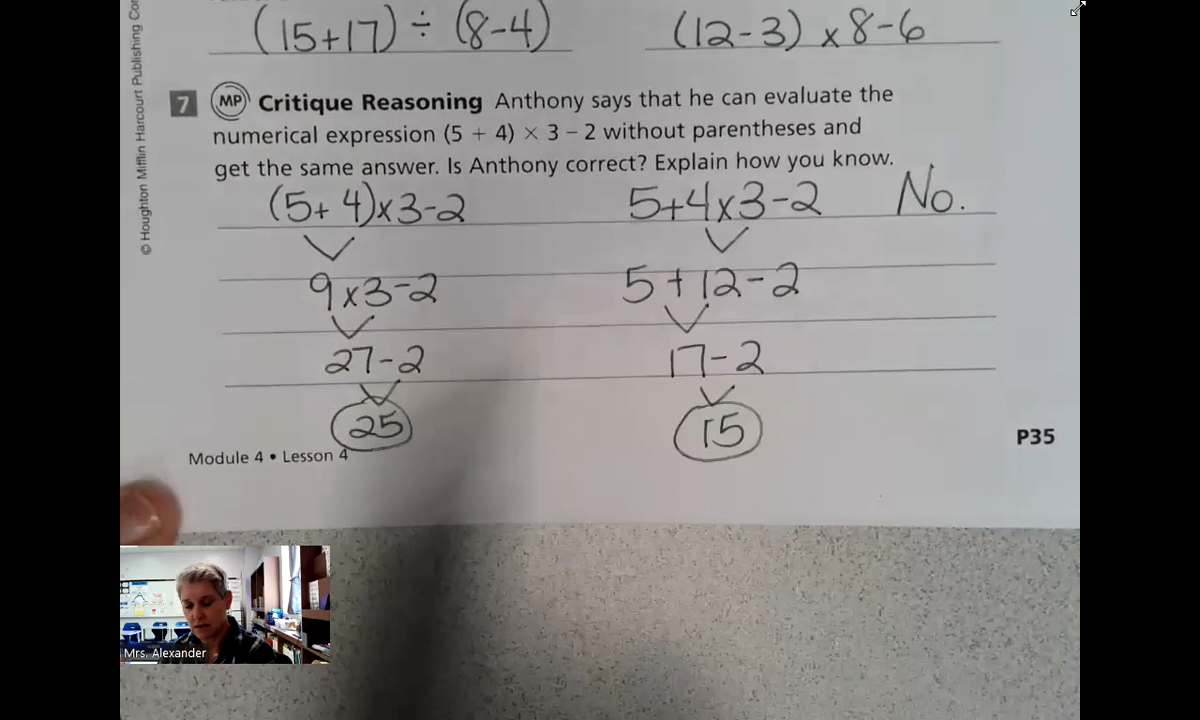 (15+17) ÷ (8-4) (12-3) x 8-6
© Houghton Mifflin Harcourt Publishing
7 MP Critique Reasoning Anthony says that he can evaluate the
numerical expression (5 + 4) × 3 – 2 without parentheses and
get the same answer. Is Anthony correct? Explain how you know.
(5+4)x3-2 5+4x3-2 No.
9x3-2 5+12-2
27-2 17-2
25 15
P35
Module 4 • Lesson 4
Mrs. Alexander